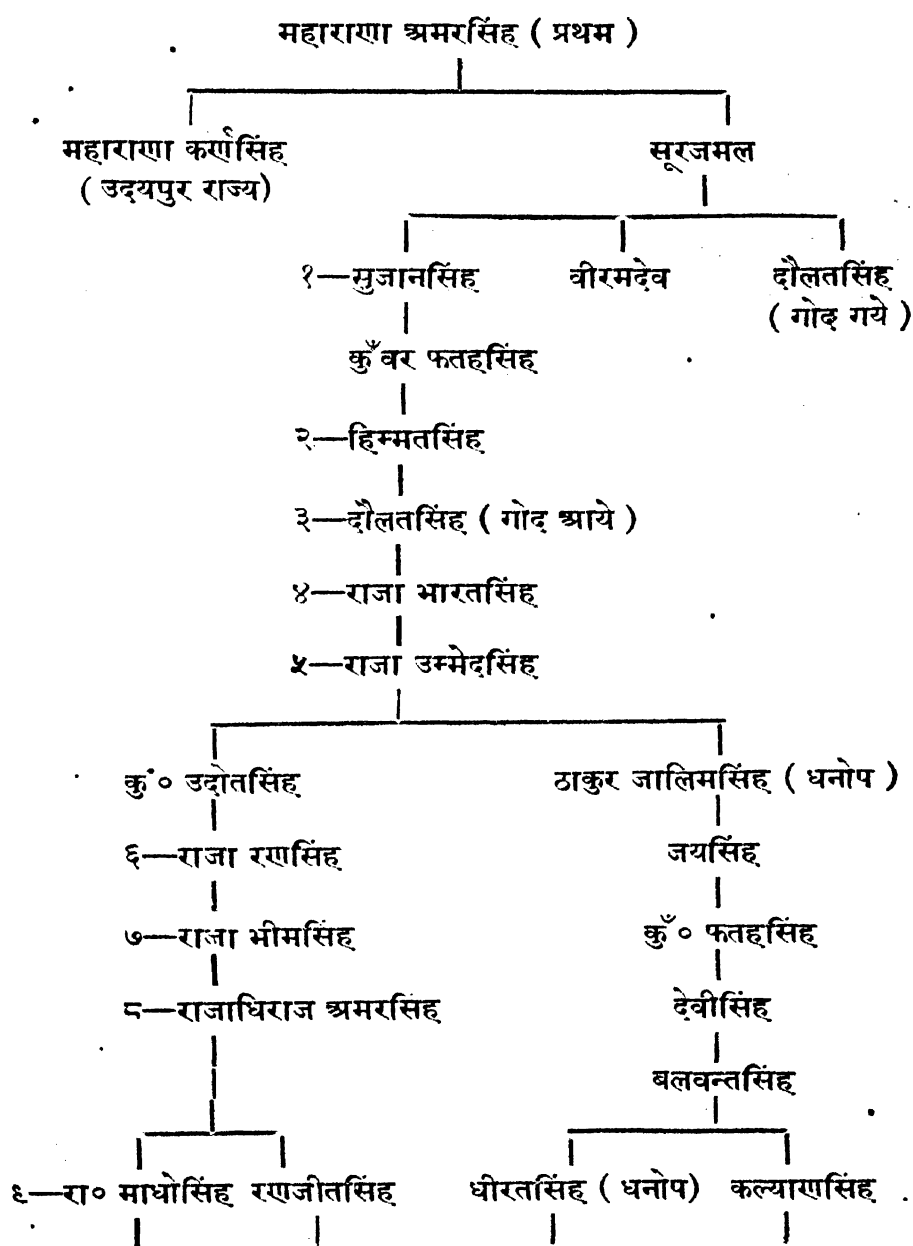 महाराणा अमरसिंह ( प्रथम )
महाराणा कर्णसिंह सूरजमल
( उदयपुर राज्य)
१—सुजानसिंह वीरमदेव दौलतसिंह
( गोद गये )
कुँवर फतहसिंह
२—हिम्मतसिंह
३—दौलतसिंह ( गोद आये )
४—राजा भारतसिंह
५—राजा उम्मेदसिंह
कुं० उदोतसिंह ठाकुर जालिमसिंह ( धनोप )
६—राजा रणसिंह जयसिंह
७—राजा भीमसिंह कुँ० फतहसिंह
८—राजाधिराज अमरसिंह देवीसिंह
बलवन्तसिंह
९—रा० माधोसिंह रणजीतसिंह धीरतसिंह ( धनोप) कल्याणसिंह